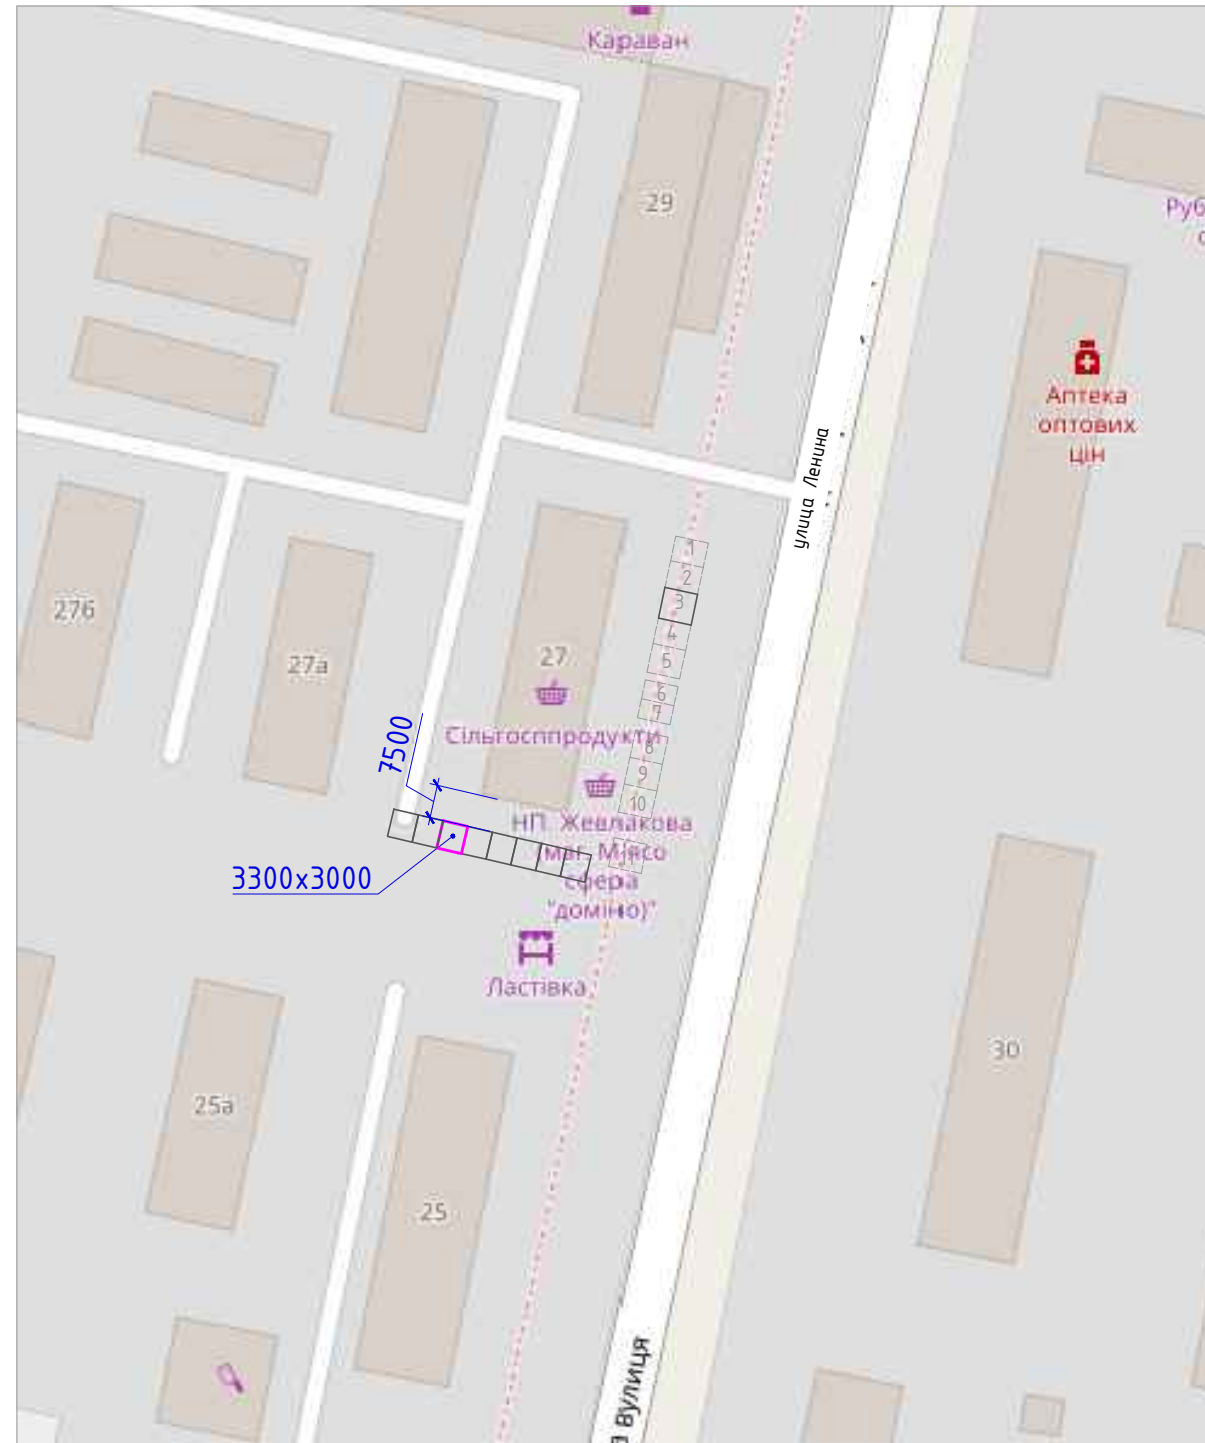 Караван
29
Руб
Аптека
оптових
цін
улица Ленина
1
2
3
4
5
6
7
8
9
10
27б
27а
27
Сільгосппродукти
7500
НП. Жевлакова
(маг. М'ясо
сфера
"доміно)"
3300x3000
Ластівка
25а
25
30
а вулиця